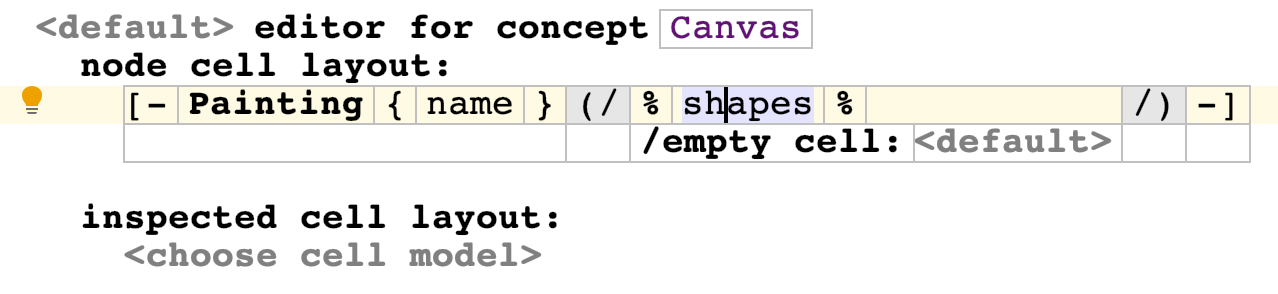 <default> editor for concept Canvas
node cell layout:
[- Painting { name } (/ % shapes % /) -]
/empty cell: <default>
inspected cell layout:
<choose cell model>